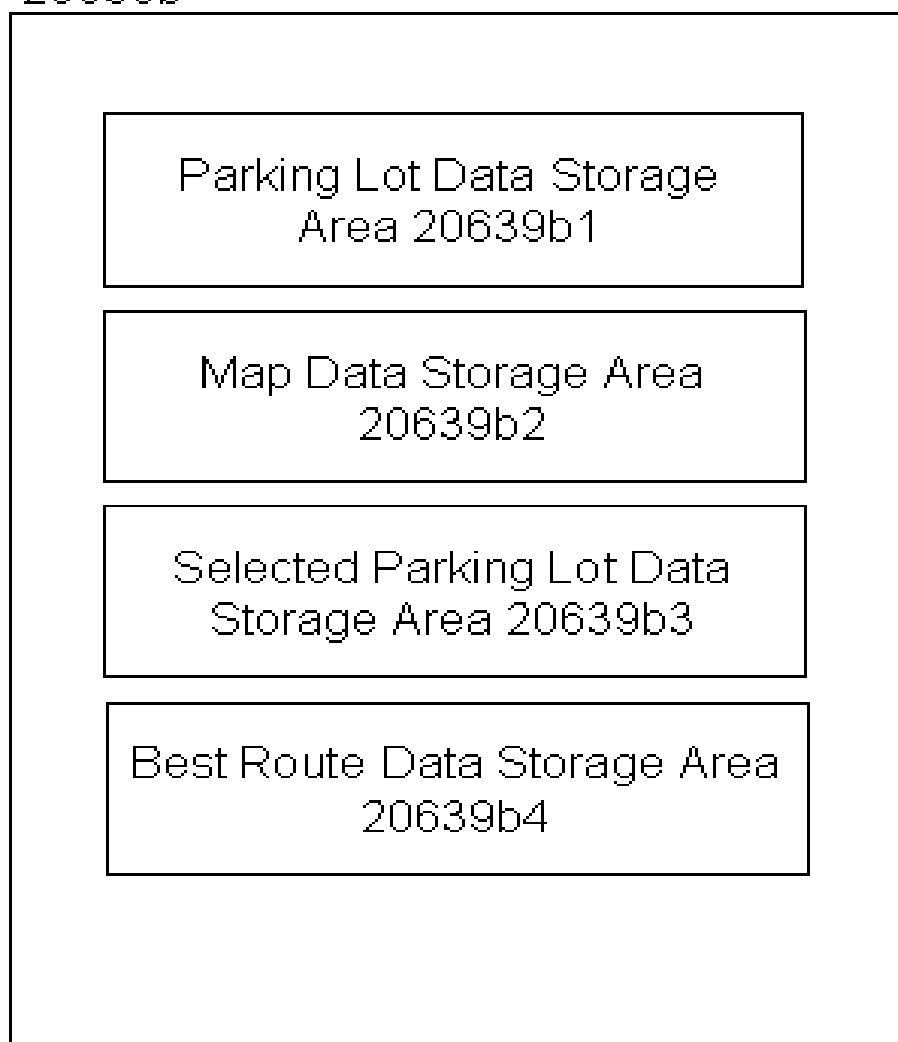 Parking Lot Data Storage
Area 20639b1
Map Data Storage Area
20639b2
Selected Parking Lot Data
Storage Area 20639b3
Best Route Data Storage Area
20639b4